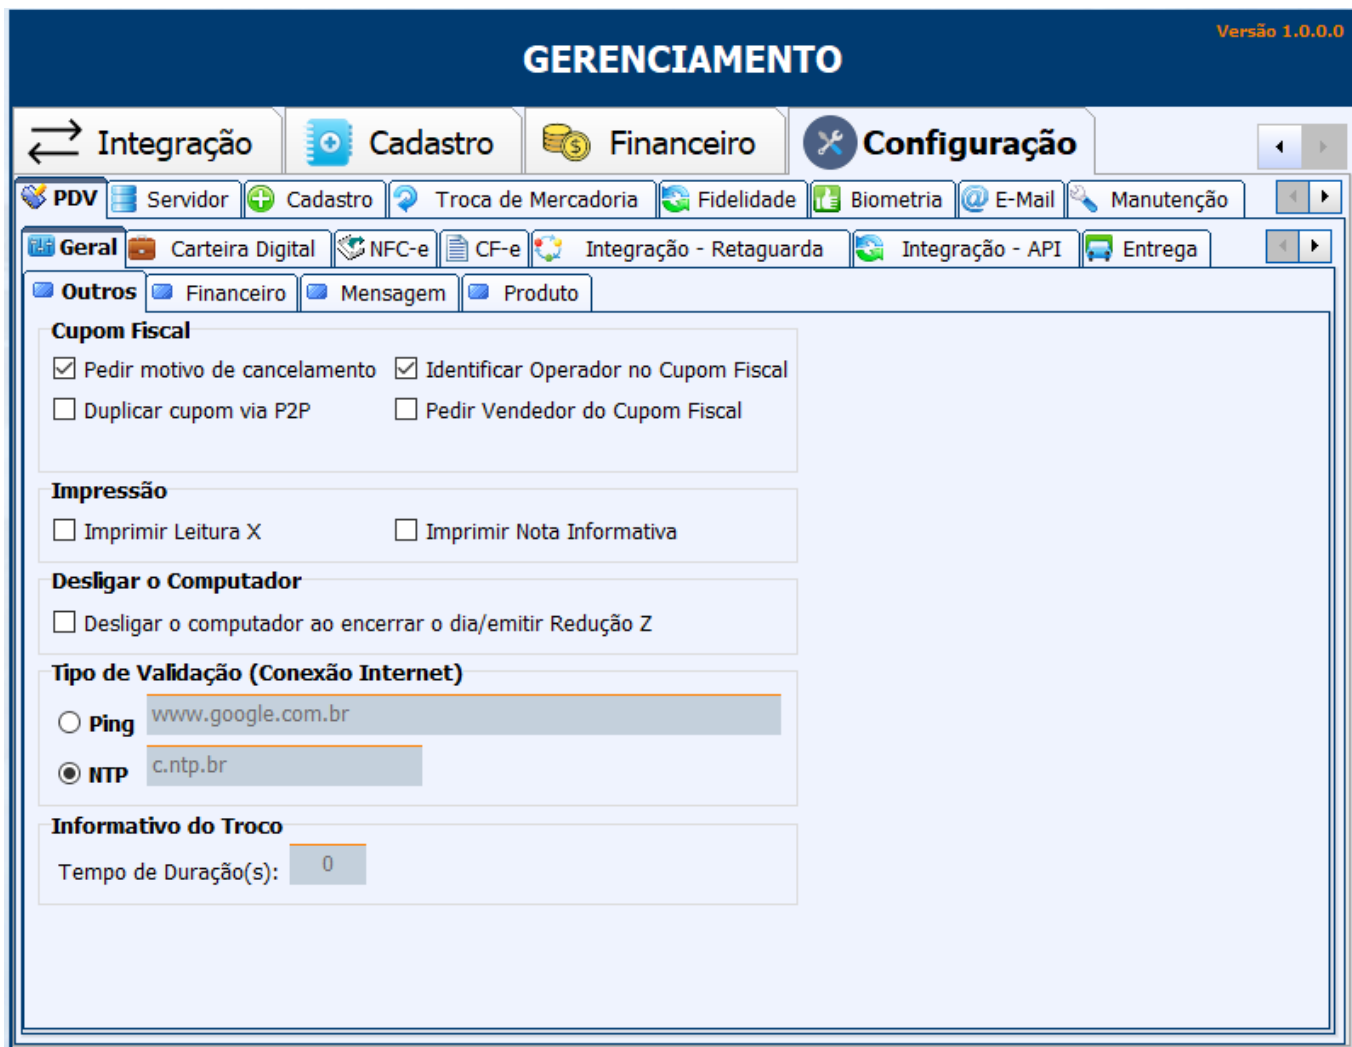 Versão 1.0.0.0
GERENCIAMENTO
Integração Cadastro Financeiro Configuração
PDV Servidor Cadastro Troca de Mercadoria Fidelidade Biometria E-Mail Manutenção
Geral Carteira Digital NFC-e CF-e Integração - Retaguarda Integração - API Entrega
Outros Financeiro Mensagem Produto
Cupom Fiscal
Pedir motivo de cancelamento Identificar Operador no Cupom Fiscal
Duplicar cupom via P2P Pedir Vendedor do Cupom Fiscal
Impressão
Imprimir Leitura X Imprimir Nota Informativa
Desligar o Computador
Desligar o computador ao encerrar o dia/emitir Redução Z
Tipo de Validação (Conexão Internet)
Ping www.google.com.br
NTP c.ntp.br
Informativo do Troco
Tempo de Duração(s): 0